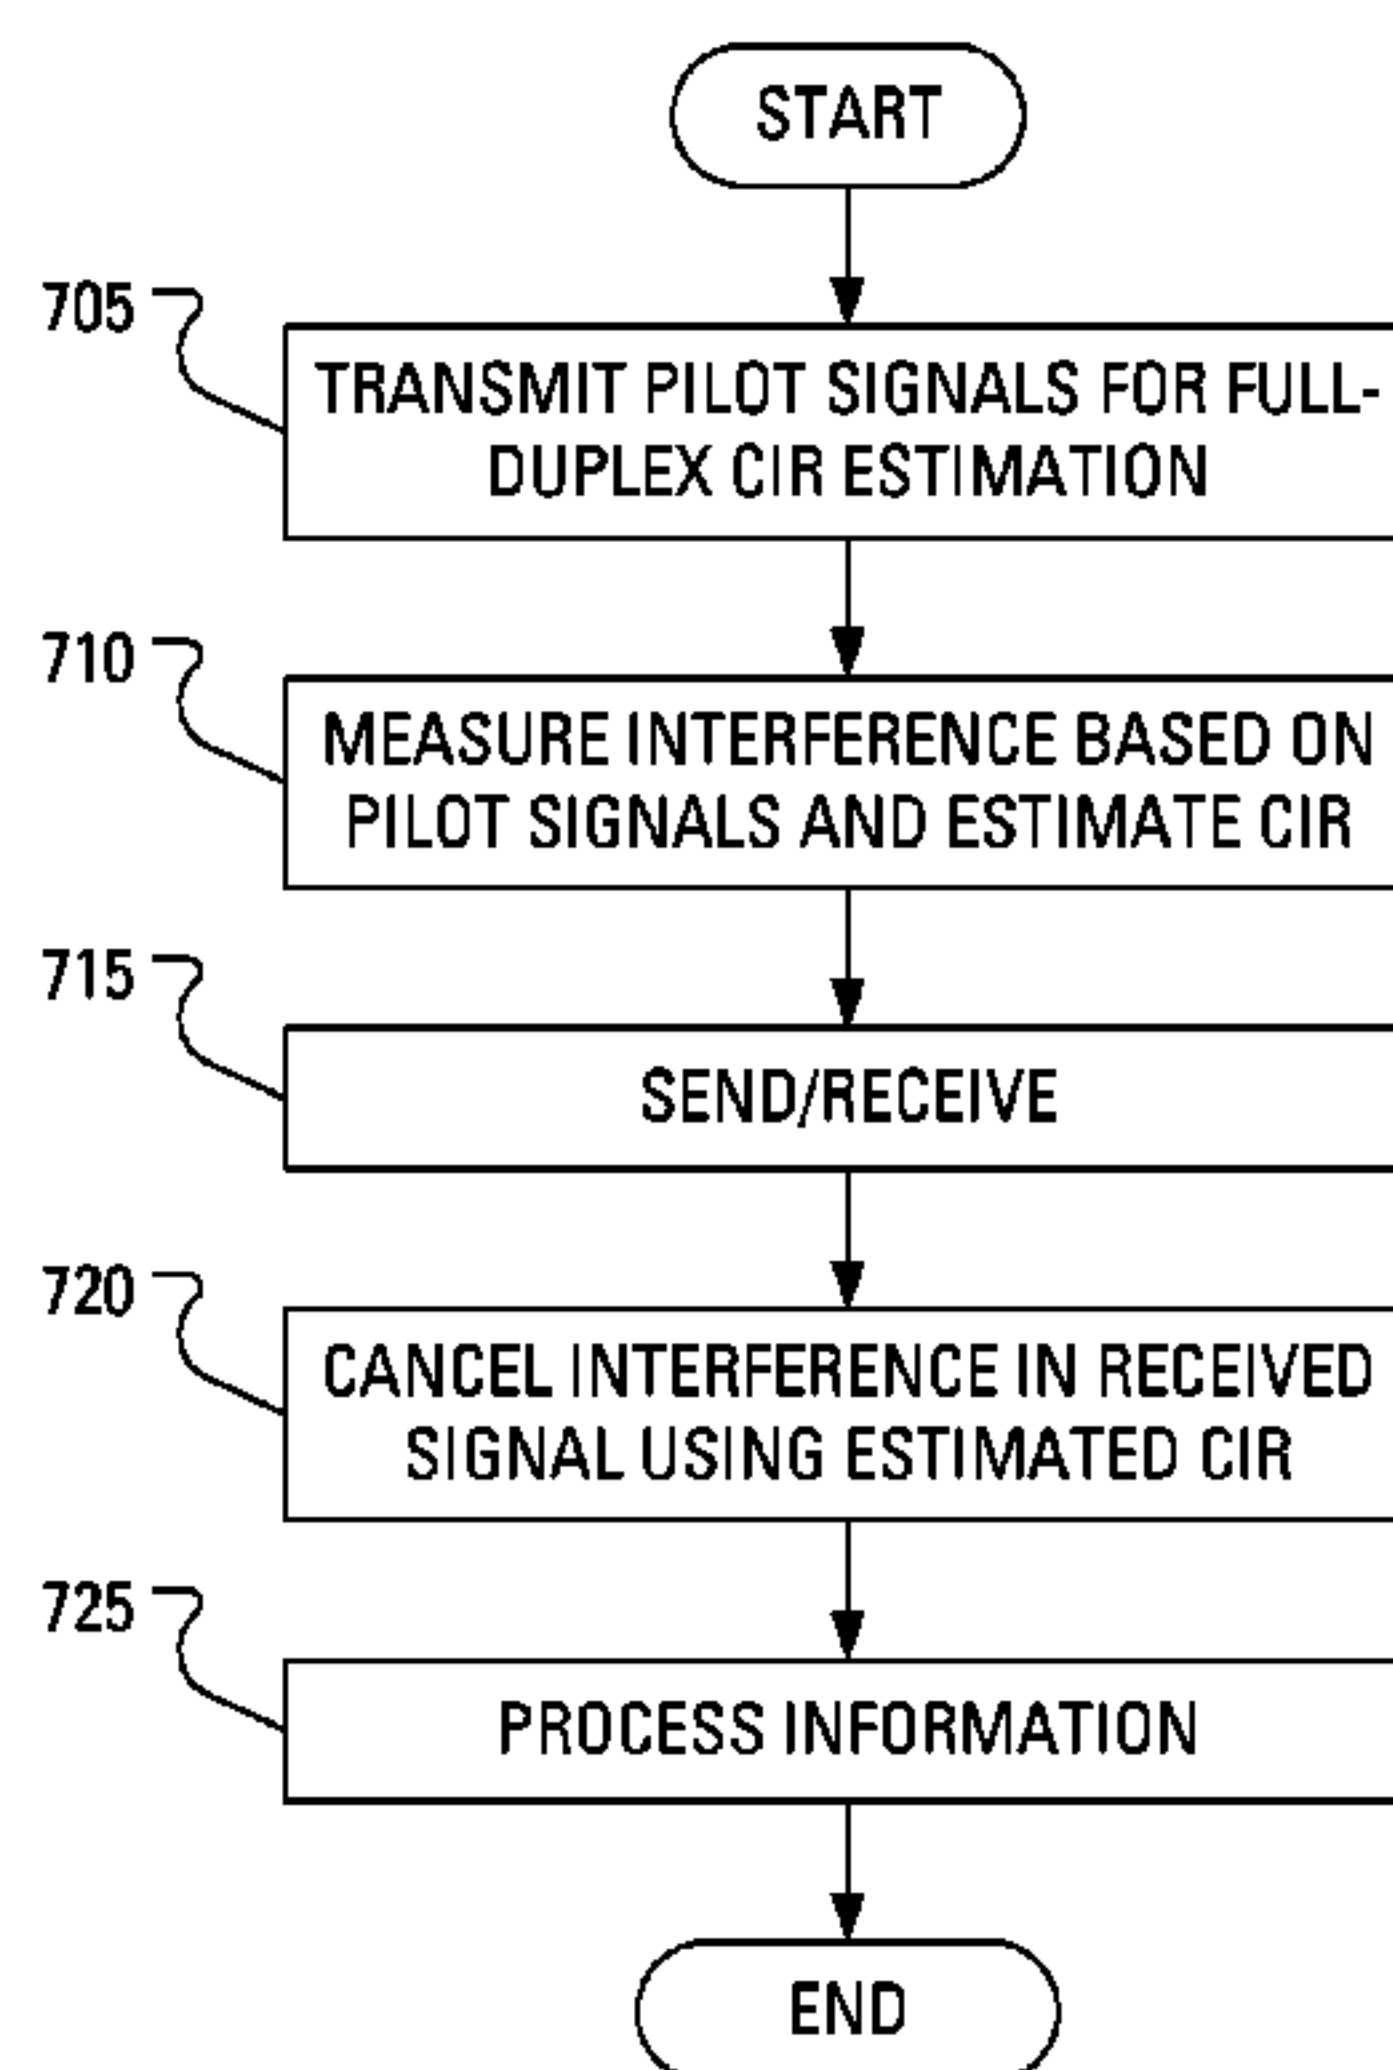 START
705
TRANSMIT PILOT SIGNALS FOR FULL-
DUPLEX CIR ESTIMATION
710
MEASURE INTERFERENCE BASED ON
PILOT SIGNALS AND ESTIMATE CIR
715
SEND/RECEIVE
720
CANCEL INTERFERENCE IN RECEIVED
SIGNAL USING ESTIMATED CIR
725
PROCESS INFORMATION
END